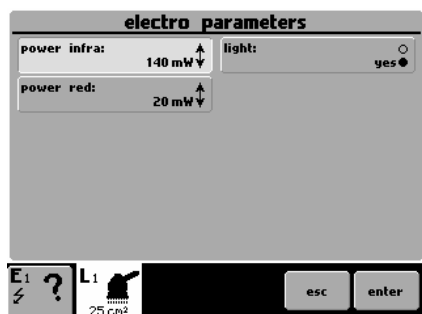 electro parameters
power infra:
140 mW
light:
yes
power red:
20 mW
E1
?
L1
25 cm²
esc
enter